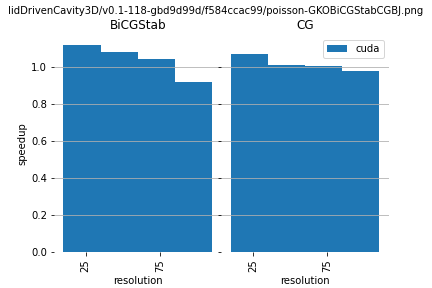 lidDrivenCavity3D/v0.1-118-gbd9d99d/f584ccac99/poisson-GKOBiCGStabCGBJ.png
BiCGStab
CG
cuda
1.0
0.8
0.6
0.4
0.2
0.0
speedup
25
75
25
75
resolution
resolution